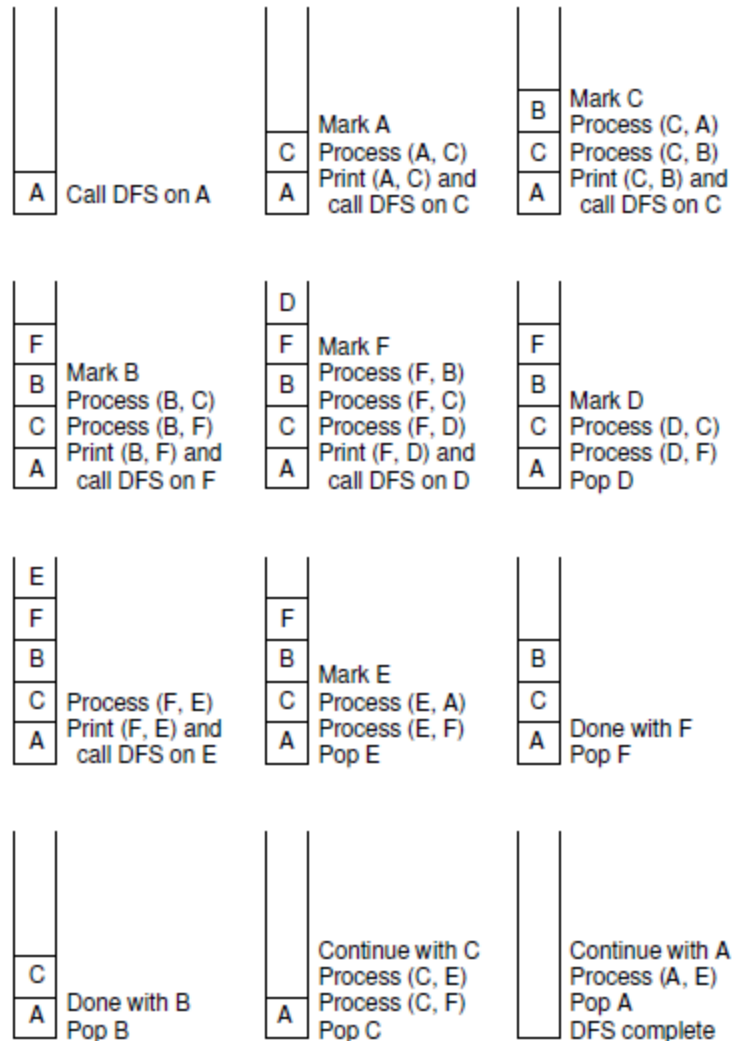 A
Call DFS on A
C
A
Mark A
Process (A, C)
Print (A, C) and
call DFS on C
B
C
A
Mark C
Process (C, A)
Process (C, B)
Print (C, B) and
call DFS on C
F
B
C
A
Mark B
Process (B, C)
Process (B, F)
Print (B, F) and
call DFS on F
D
F
B
C
A
Mark F
Process (F, B)
Process (F, C)
Process (F, D)
Print (F, D) and
call DFS on D
F
B
C
A
Mark D
Process (D, C)
Process (D, F)
Pop D
E
F
B
C
A
Process (F, E)
Print (F, E) and
call DFS on E
F
B
C
A
Mark E
Process (E, A)
Process (E, F)
Pop E
B
C
A
Done with F
Pop F
C
A
Done with B
Pop B
A
Continue with C
Process (C, E)
Process (C, F)
Pop C
Continue with A
Process (A, E)
Pop A
DFS complete